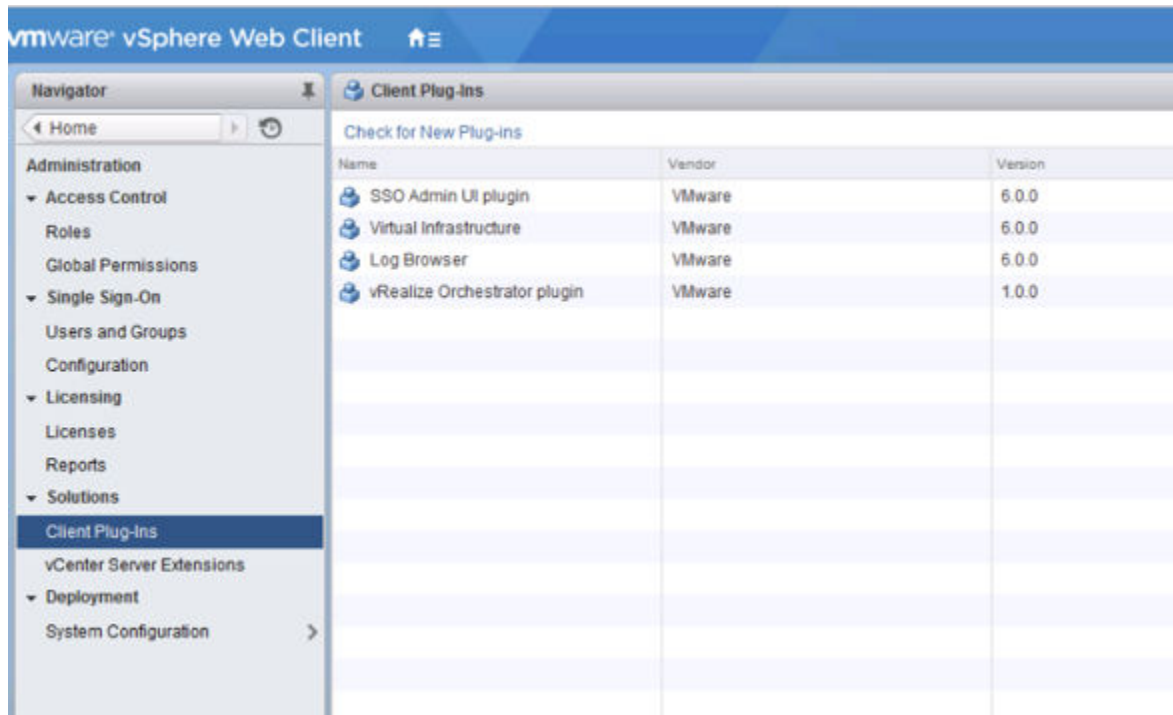 vmware® vSphere Web Client
Navigator
Home
Administration
Access Control
Roles
Global Permissions
Single Sign-On
Users and Groups
Configuration
Licensing
Licenses
Reports
Solutions
Client Plug-Ins
vCenter Server Extensions
Deployment
System Configuration
Client Plug-Ins
Check for New Plug-ins
Name Vendor Version
SSO Admin UI plugin VMware 6.0.0
Virtual Infrastructure VMware 6.0.0
Log Browser VMware 6.0.0
vRealize Orchestrator plugin VMware 1.0.0